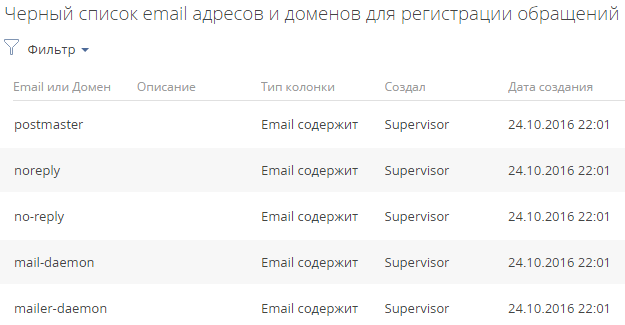 Черный список email адресов и доменов для регистрации обращений
Фильтр
Email или Домен Описание Тип колонки Создал Дата создания
postmaster Email содержит Supervisor 24.10.2016 22:01
noreply Email содержит Supervisor 24.10.2016 22:01
no-reply Email содержит Supervisor 24.10.2016 22:01
mail-daemon Email содержит Supervisor 24.10.2016 22:01
mailer-daemon Email содержит Supervisor 24.10.2016 22:01